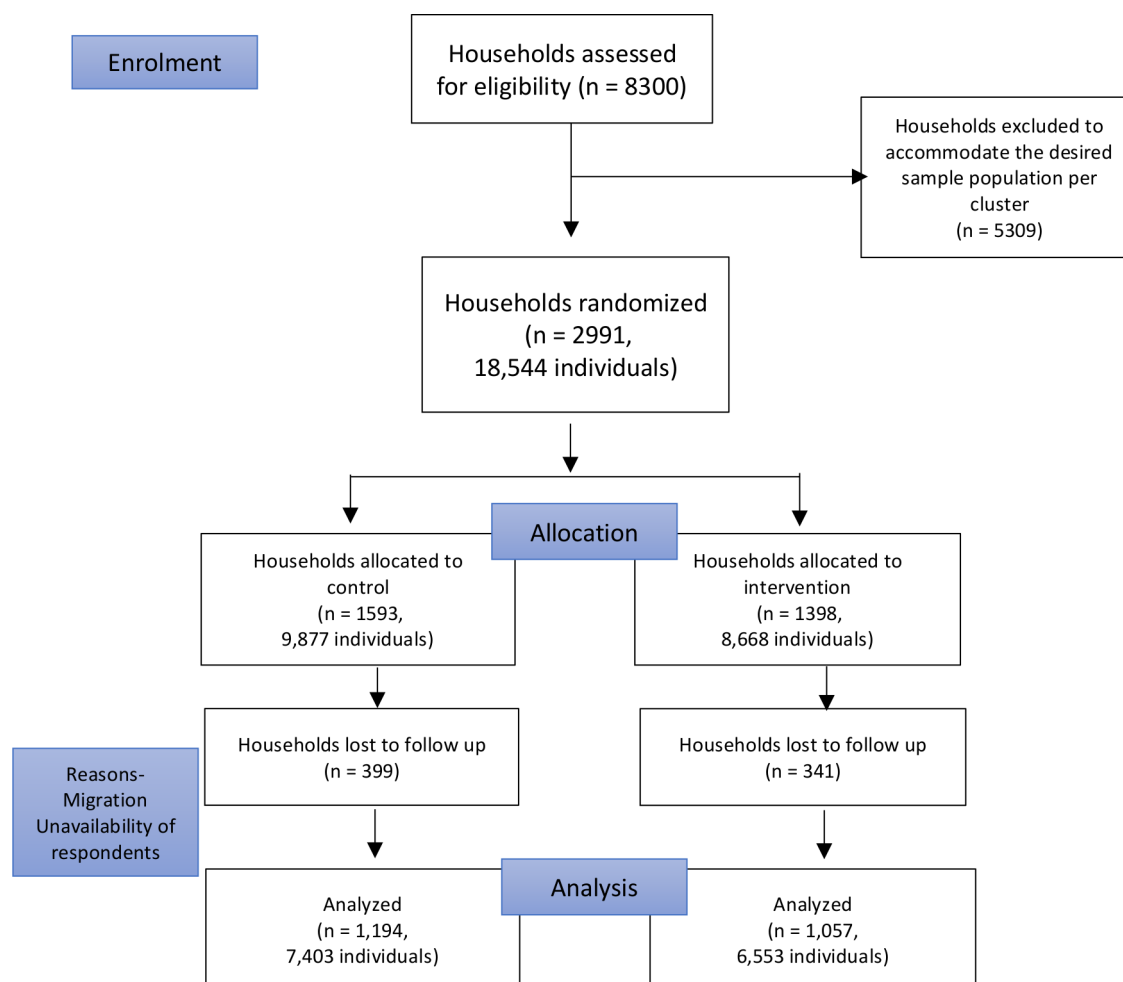 Enrolment
Households assessed
for eligibility (n = 8300)
Households excluded to
accommodate the desired
sample population per
cluster
(n = 5309)
Households randomized
(n = 2991,
18,544 individuals)
Allocation
Households allocated to
control
(n = 1593,
9,877 individuals)
Households allocated to
intervention
(n = 1398,
8,668 individuals)
Households lost to follow up
(n = 399)
Households lost to follow up
(n = 341)
Reasons-
Migration
Unavailability of
respondents
Analysis
Analyzed
(n = 1,194,
7,403 individuals)
Analyzed
(n = 1,057,
6,553 individuals)